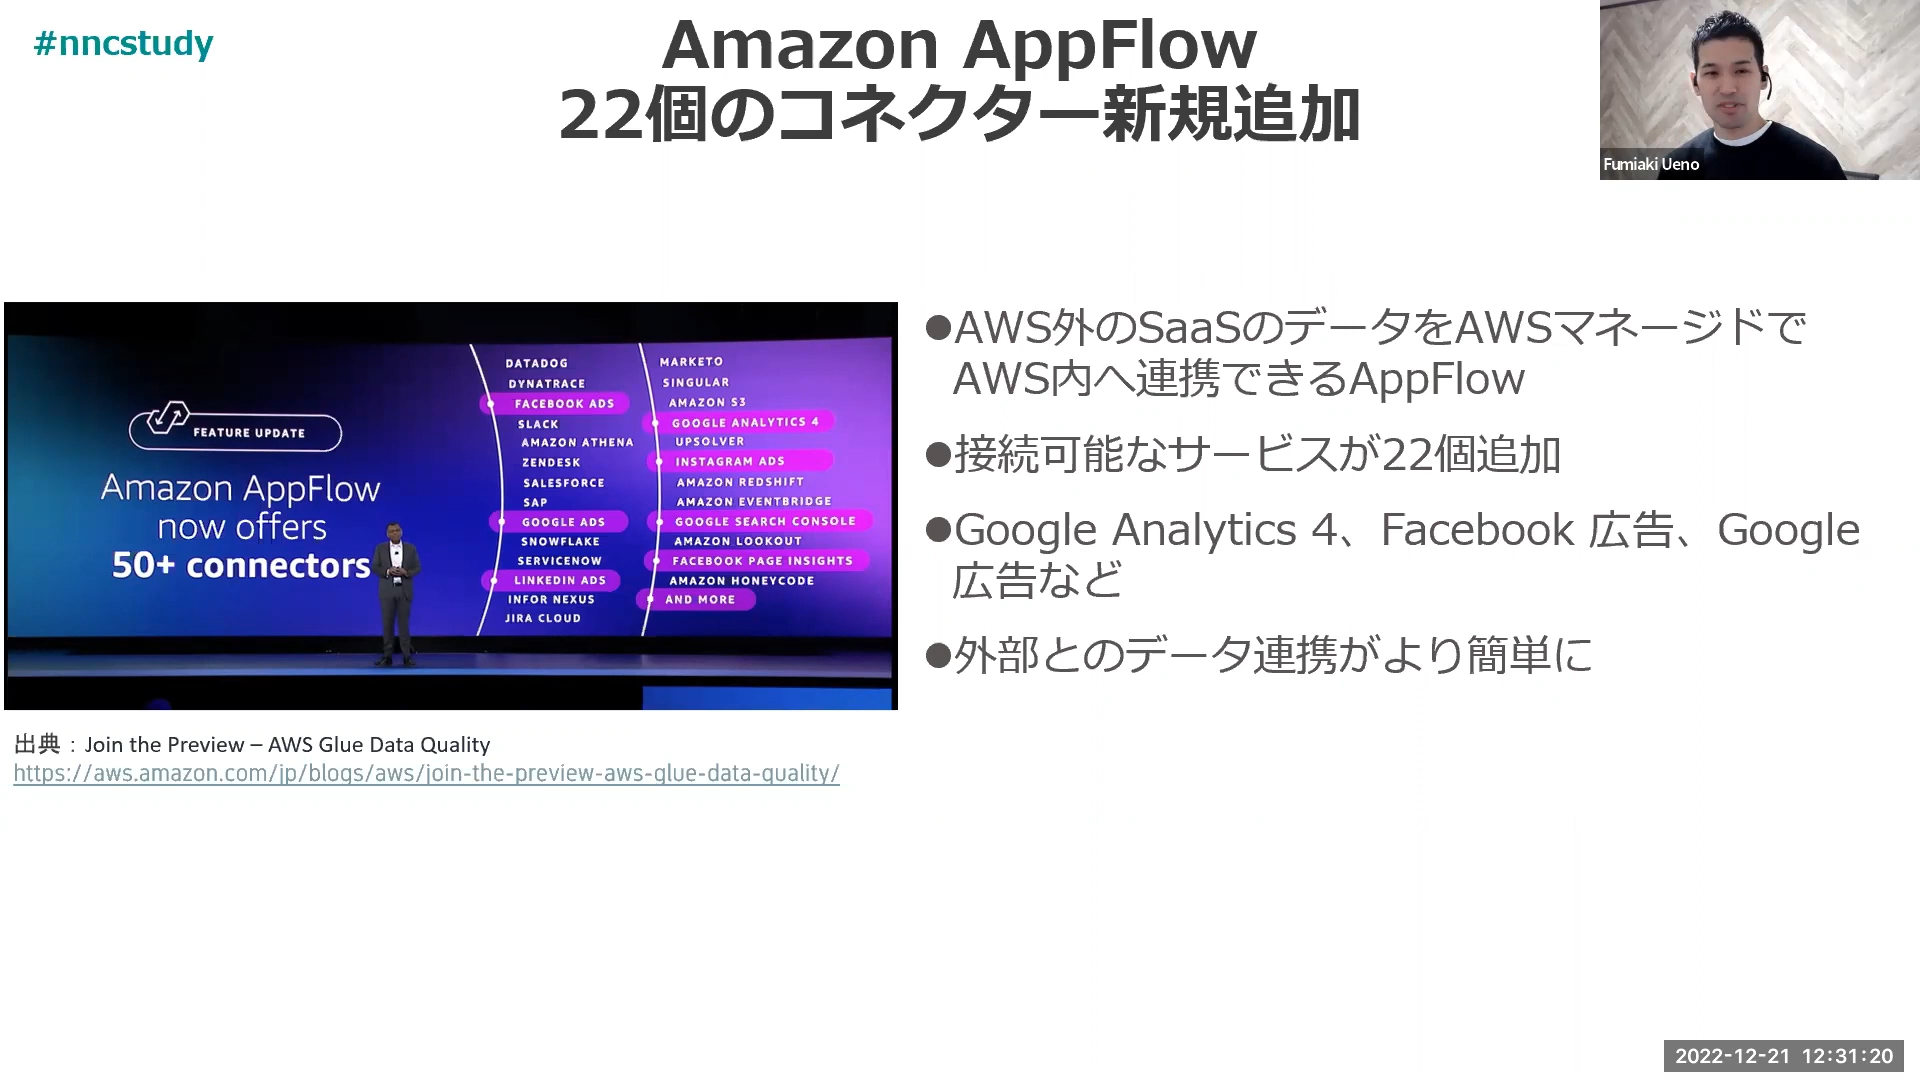 #nncstudy
Amazon AppFlow
22個のコネクター新規追加
Fumiaki Ueno
FEATURE UPDATE
Amazon AppFlow
now offers
50+ connectors
DATADOG
DYNATRACE
FACEBOOK ADS
SLACK
AMAZON ATHENA
ZENDESK
SALESFORCE
SAP
GOOGLE ADS
SNOWFLAKE
SERVICENOW
LINKEDIN ADS
INFOR NEXUS
JIRA CLOUD
MARKETO
SINGULAR
AMAZON S3
GOOGLE ANALYTICS 4
UPSOLVER
INSTAGRAM ADS
AMAZON REDSHIFT
AMAZON EVENTBRIDGE
GOOGLE SEARCH CONSOLE
AMAZON LOOKOUT
FACEBOOK PAGE INSIGHTS
AMAZON HONEYCODE
AND MORE
出典：Join the Preview – AWS Glue Data Quality
https://aws.amazon.com/jp/blogs/aws/join-the-preview-aws-glue-data-quality/
●AWS外のSaaSのデータをAWSマネージドで
AWS内へ連携できるAppFlow
●接続可能なサービスが22個追加
●Google Analytics 4、Facebook 広告、Google
広告など
●外部とのデータ連携がより簡単に
2022-12-21 12:31:20